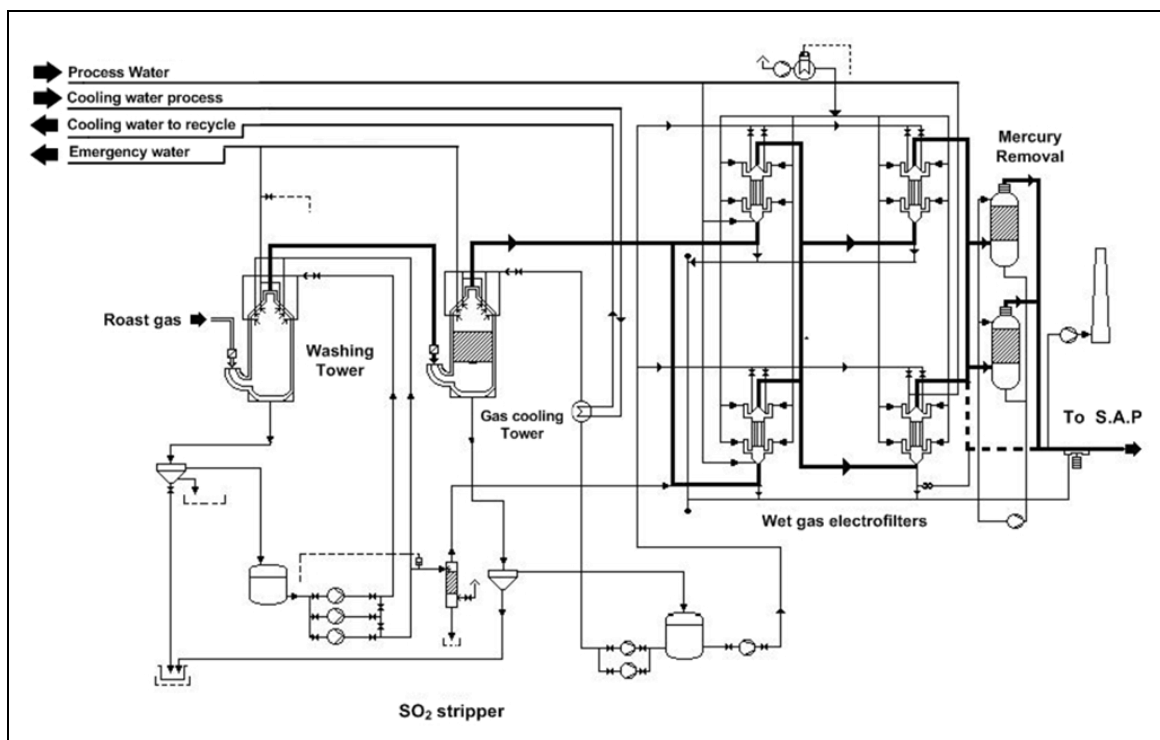 Process Water
Cooling water process
Cooling water to recycle
Emergency water
Mercury
Removal
Roast gas
Washing
Tower
Gas cooling
Tower
To S.A.P
Wet gas electrofilters
SO₂ stripper